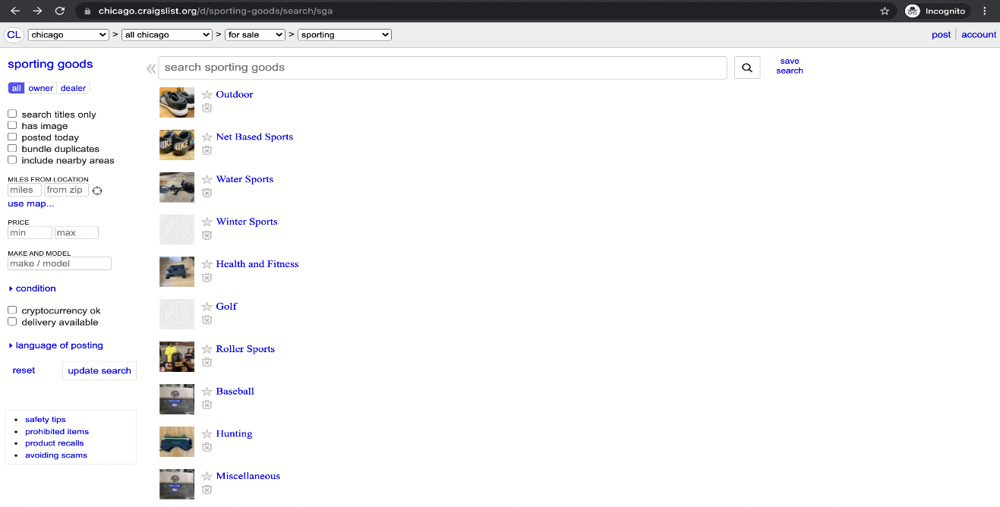 chicago.craigslist.org/d/sporting-goods/search/sga
Incognito
CL chicago > all chicago > for sale > sporting post account
sporting goods
all owner dealer
search titles only
has image
posted today
bundle duplicates
include nearby areas
MILES FROM LOCATION
miles from zip
use map...
PRICE
min max
MAKE AND MODEL
make / model
condition
cryptocurrency ok
delivery available
language of posting
reset update search
safety tips
prohibited items
product recalls
avoiding scams
« search sporting goods
save
search
Outdoor
Net Based Sports
NIKE NIKE
Water Sports
Winter Sports
Health and Fitness
Golf
Roller Sports
Baseball
Hunting
Miscellaneous